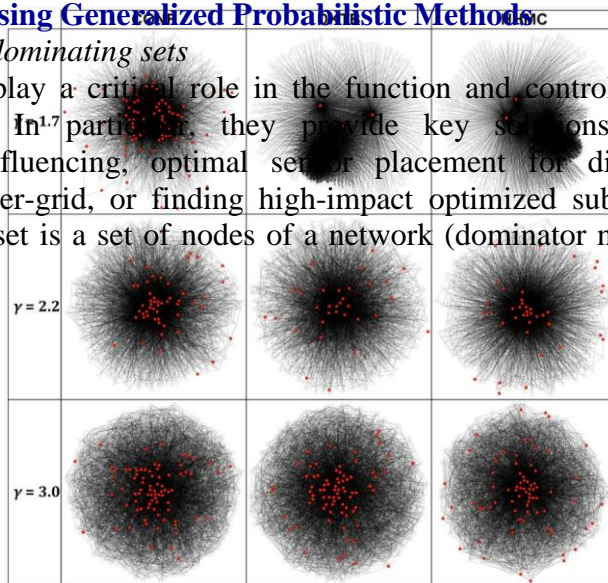 sing Generalized Probabilistic Methods
dominating sets
play a critical role in the function and control
In particular, they provide key solutions
fluencing, optimal sensor placement for di
er-grid, or finding high-impact optimized sub
set is a set of nodes of a network (dominator n
γ = 2.2
γ = 3.0